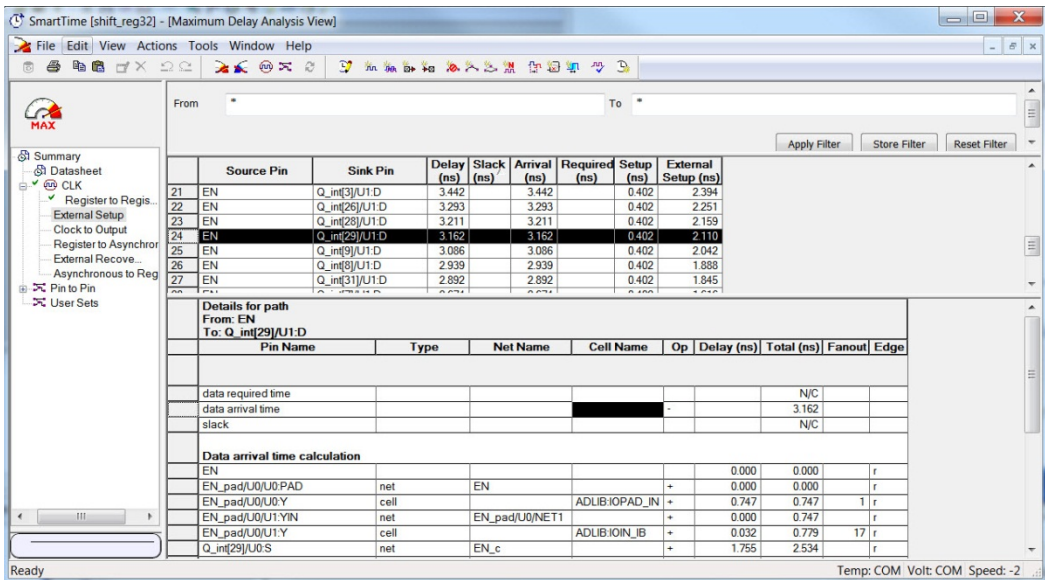 SmartTime [shift_reg32] - [Maximum Delay Analysis View]
File Edit View Actions Tools Window Help
MAX
From * To *
Apply Filter Store Filter Reset Filter
Summary
Datasheet
CLK
Register to Regis...
External Setup
Clock to Output
Register to Asynchror
External Recove...
Asynchronous to Reg
Pin to Pin
User Sets
Source Pin Sink Pin Delay (ns) Slack (ns) Arrival (ns) Required (ns) Setup (ns) External Setup (ns)
21 EN Q_int[3]/U1:D 3.442 3.442 0.402 2.394
22 EN Q_int[26]/U1:D 3.293 3.293 0.402 2.251
23 EN Q_int[28]/U1:D 3.211 3.211 0.402 2.159
24 EN Q_int[29]/U1:D 3.162 3.162 0.402 2.110
25 EN Q_int[9]/U1:D 3.086 3.086 0.402 2.042
26 EN Q_int[8]/U1:D 2.939 2.939 0.402 1.888
27 EN Q_int[31]/U1:D 2.892 2.892 0.402 1.845
Details for path
From: EN
To: Q_int[29]/U1:D
Pin Name Type Net Name Cell Name Op Delay (ns) Total (ns) Fanout Edge
data required time N/C
data arrival time - 3.162
slack N/C
Data arrival time calculation
EN 0.000 0.000 r
EN_pad/U0/U0:PAD net EN + 0.000 0.000 r
EN_pad/U0/U0:Y cell ADLIB:IOPAD_IN + 0.747 0.747 1 r
EN_pad/U0/U1:YIN net EN_pad/U0/NET1 + 0.000 0.747 r
EN_pad/U0/U1:Y cell ADLIB:IOIN_IB + 0.032 0.779 17 r
Q_int[29]/U0:S net EN_c + 1.755 2.534 r
Ready Temp: COM Volt: COM Speed: -2